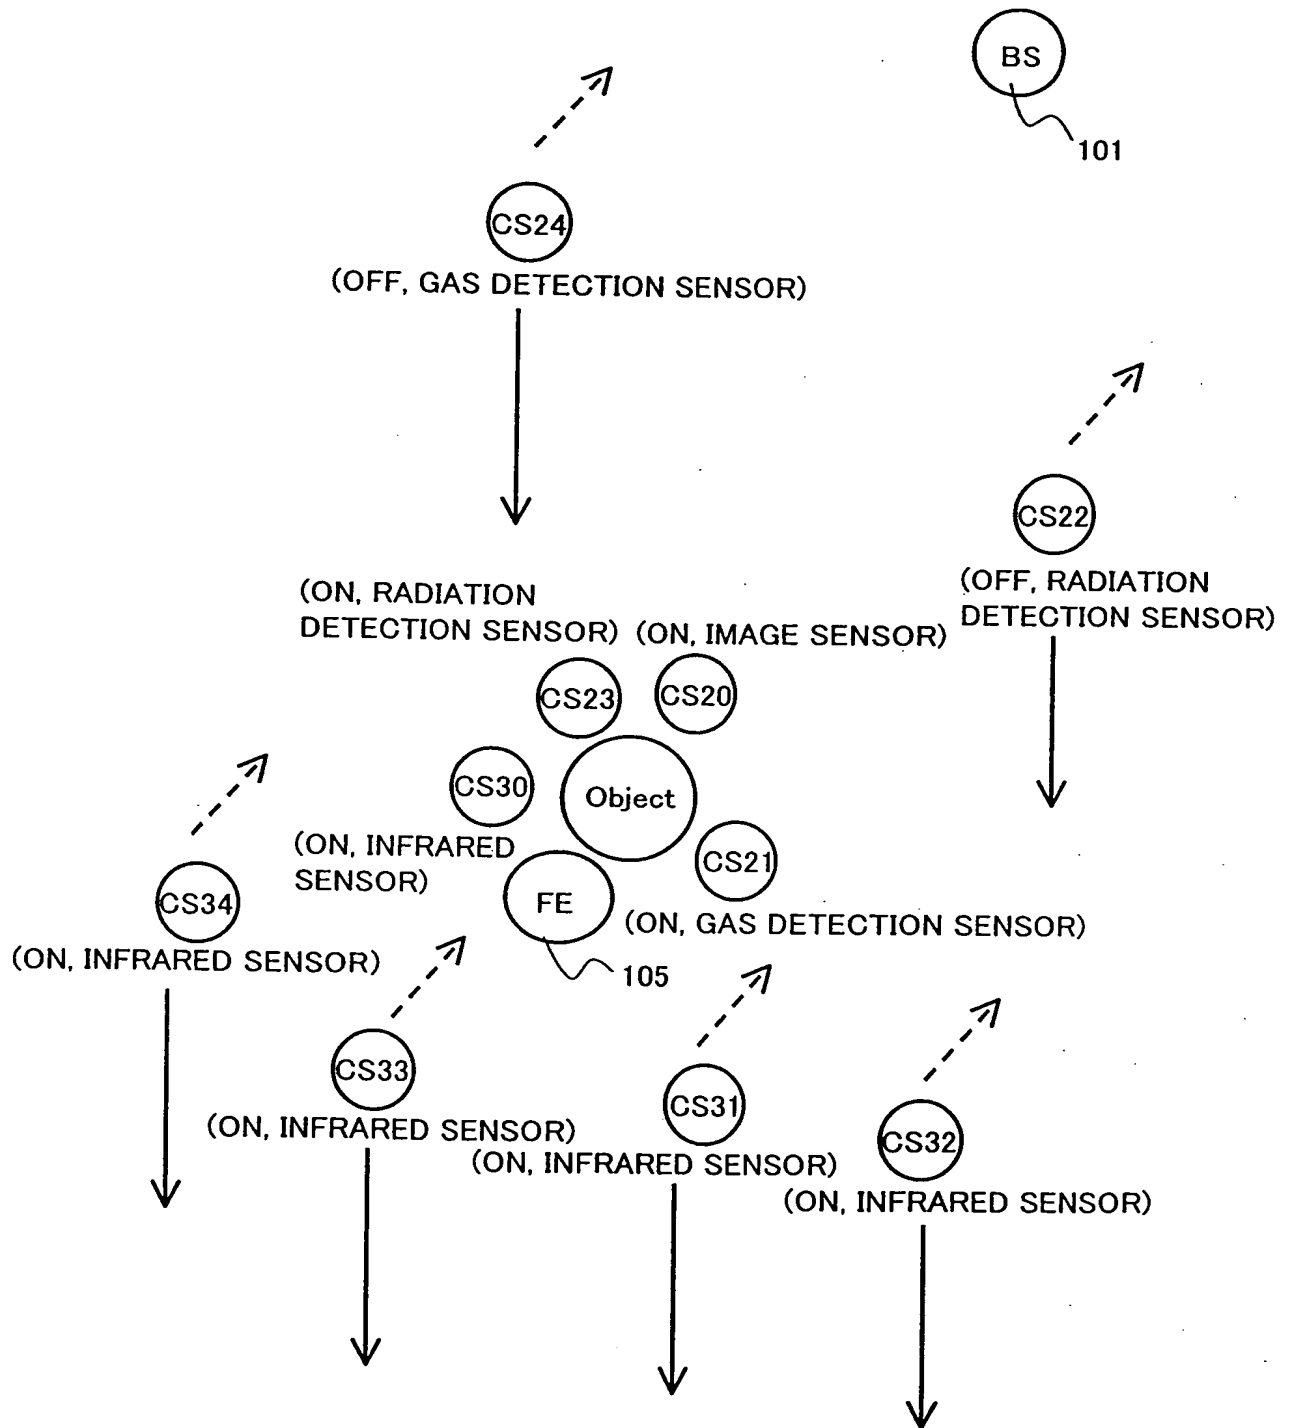 BS
101
CS24
(OFF, GAS DETECTION SENSOR)
CS22
(OFF, RADIATION
DETECTION SENSOR)
(ON, RADIATION
DETECTION SENSOR)
(ON, IMAGE SENSOR)
CS23
CS20
CS30
Object
(ON, INFRARED
SENSOR)
CS21
CS34
FE
(ON, GAS DETECTION SENSOR)
(ON, INFRARED SENSOR)
105
CS33
(ON, INFRARED SENSOR)
CS31
(ON, INFRARED SENSOR)
CS32
(ON, INFRARED SENSOR)